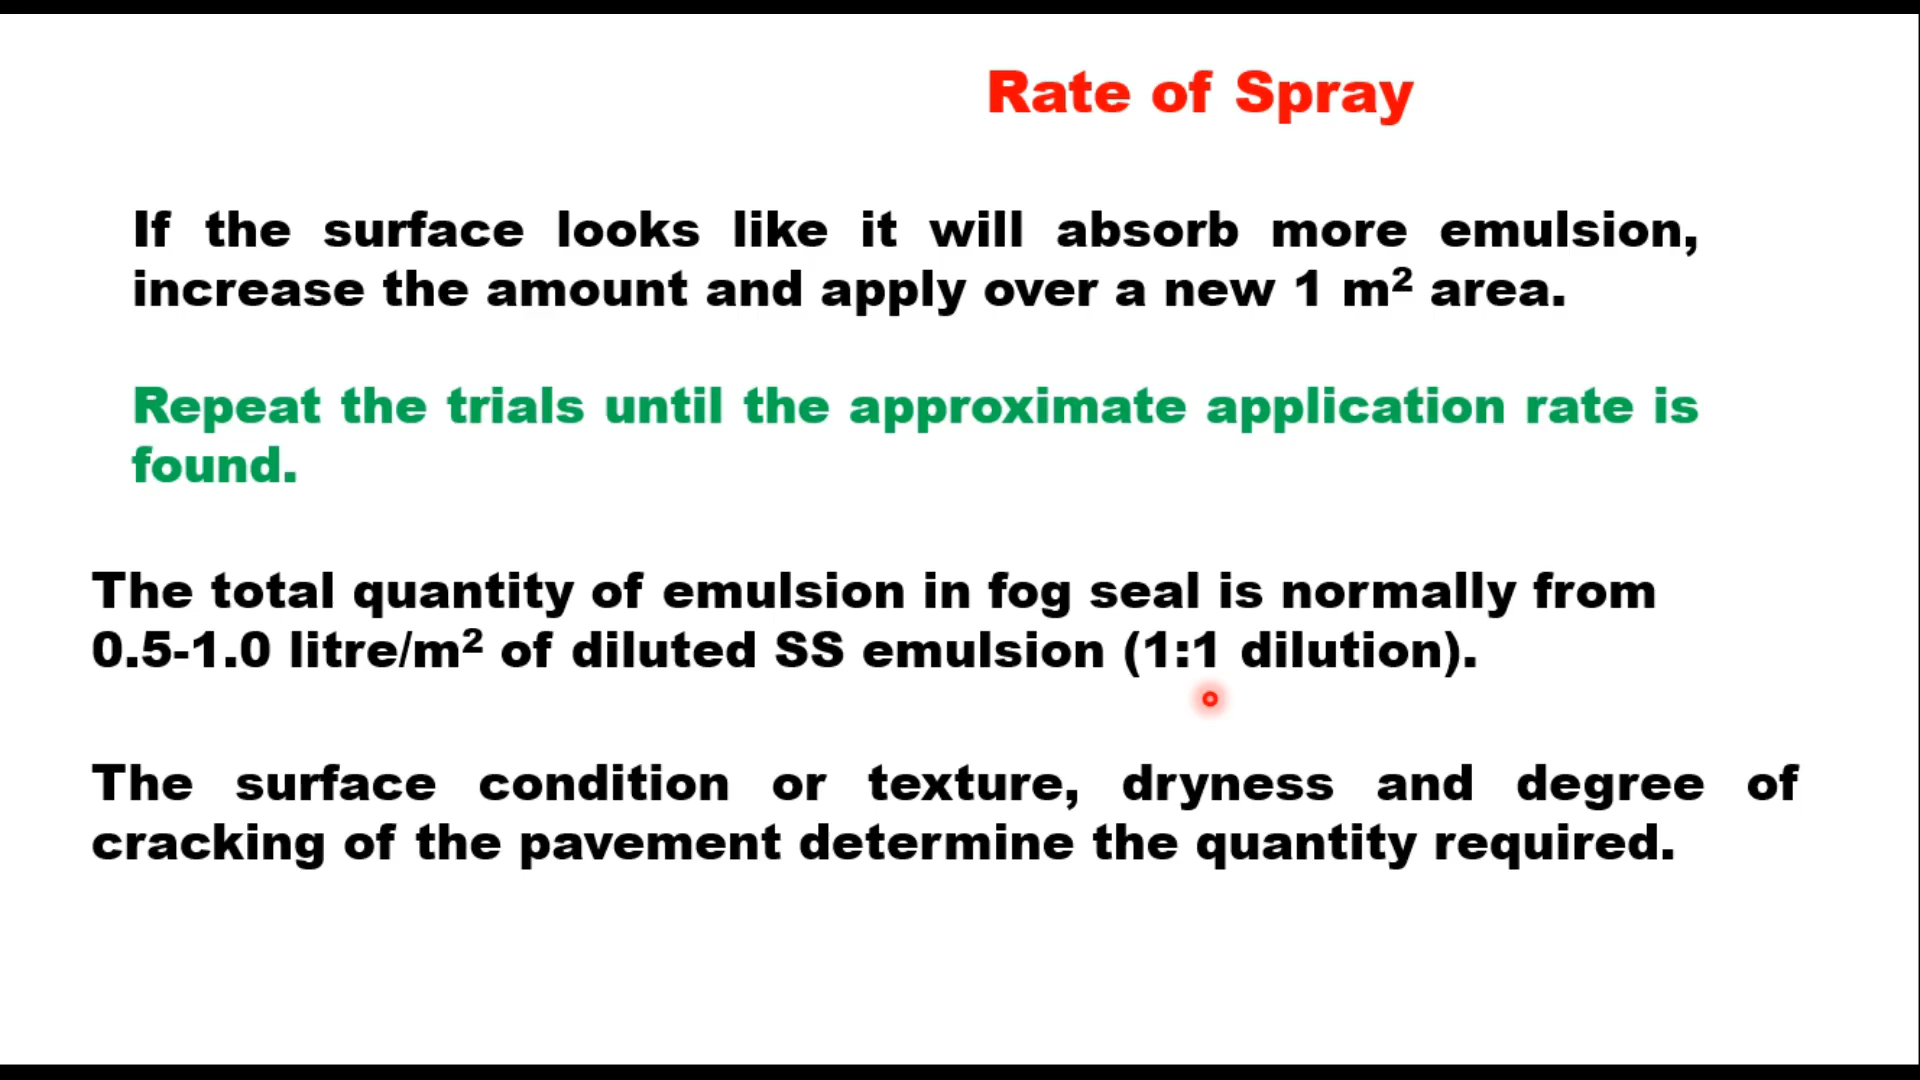 Rate of Spray
If the surface looks like it will absorb more emulsion,
increase the amount and apply over a new 1 m² area.
Repeat the trials until the approximate application rate is
found.
The total quantity of emulsion in fog seal is normally from
0.5-1.0 litre/m² of diluted SS emulsion (1:1 dilution).
The surface condition or texture, dryness and degree of
cracking of the pavement determine the quantity required.